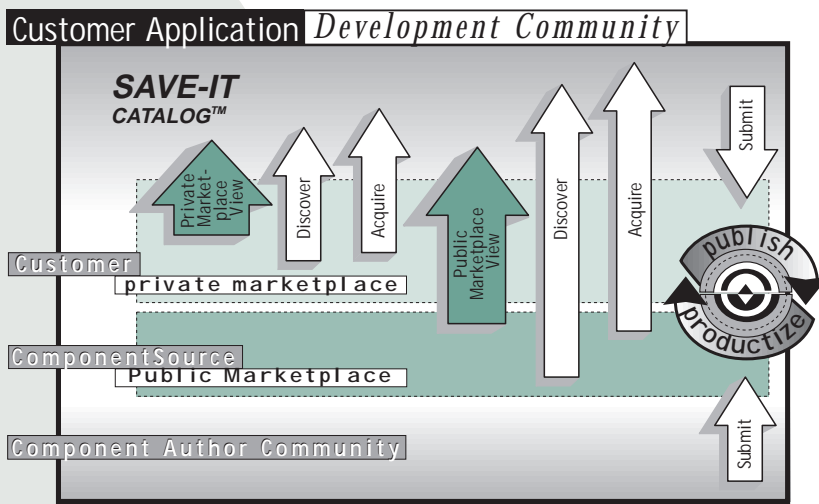 Customer Application Development Community
SAVE-IT
CATALOG™
Private
Market-
place
View
Discover
Acquire
Public
Marketplace
View
Discover
Acquire
Submit
publish
productize
Customer
private marketplace
ComponentSource
Public Marketplace
Component Author Community
Submit